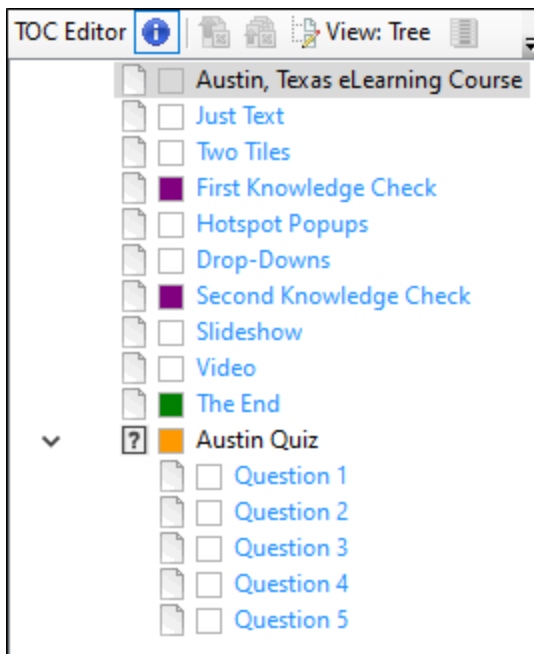 TOC Editor View: Tree
Austin, Texas eLearning Course
Just Text
Two Tiles
First Knowledge Check
Hotspot Popups
Drop-Downs
Second Knowledge Check
Slideshow
Video
The End
? Austin Quiz
Question 1
Question 2
Question 3
Question 4
Question 5